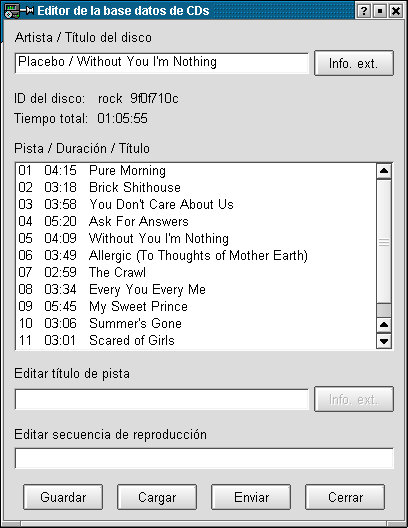 Editor de la base datos de CDs
Artista / Título del disco
Placebo / Without You I'm Nothing Info. ext.
ID del disco: rock 9f0f710c
Tiempo total: 01:05:55
Pista / Duración / Título
01 04:15 Pure Morning
02 03:18 Brick Shithouse
03 03:58 You Don't Care About Us
04 05:20 Ask For Answers
05 04:09 Without You I'm Nothing
06 03:49 Allergic (To Thoughts of Mother Earth)
07 02:59 The Crawl
08 03:34 Every You Every Me
09 05:45 My Sweet Prince
10 03:06 Summer's Gone
11 03:01 Scared of Girls
Editar título de pista
Info. ext.
Editar secuencia de reproducción
Guardar Cargar Enviar Cerrar